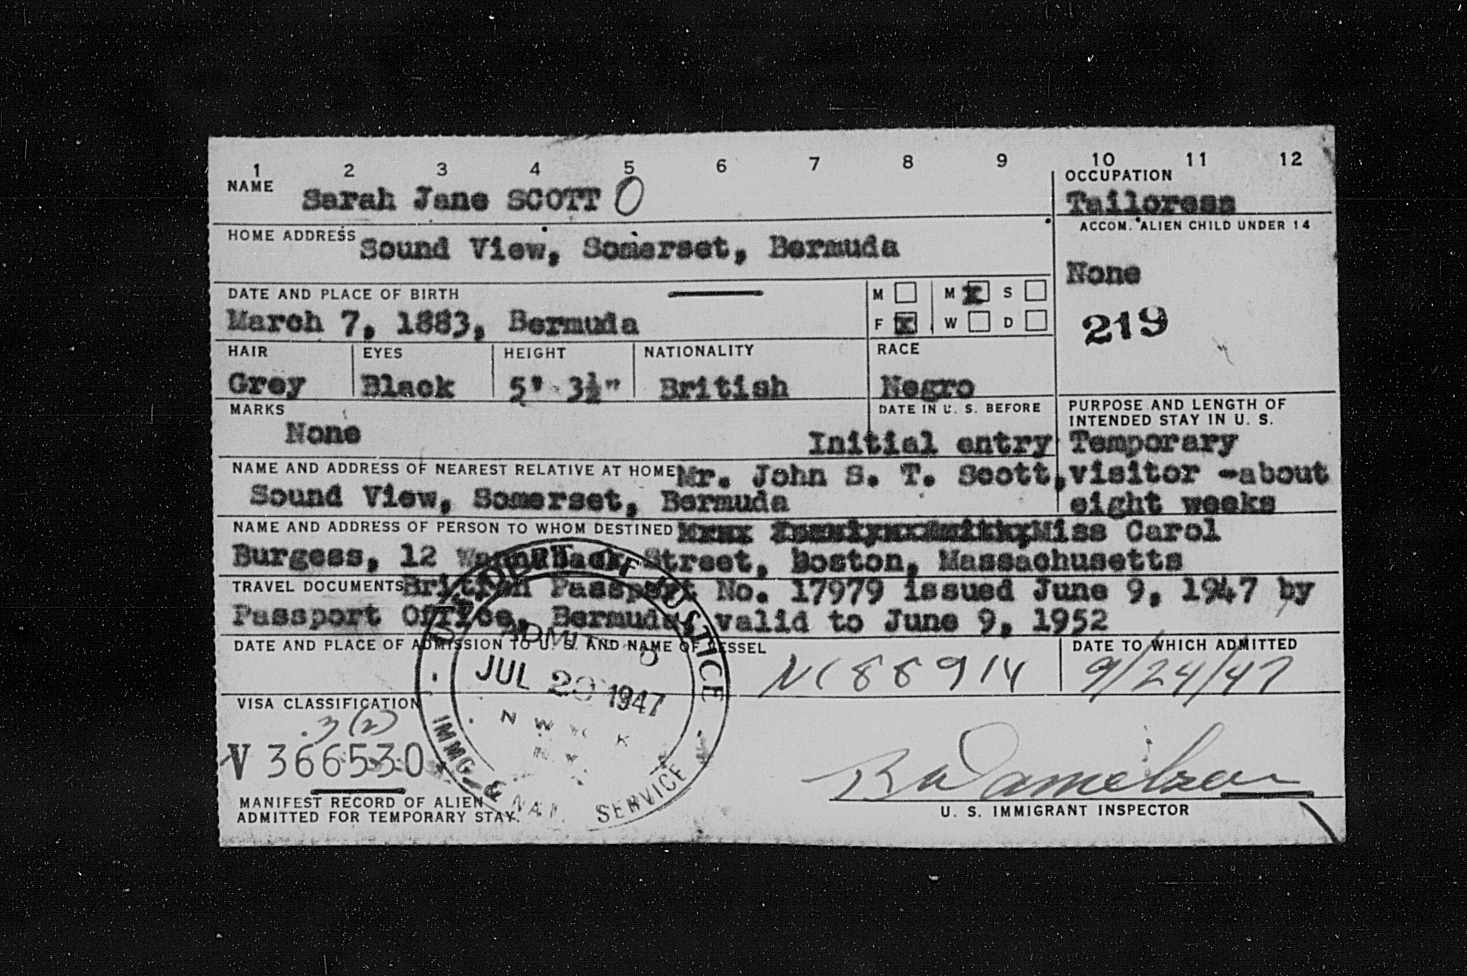 1 2 3 4 5 6 7 8 9 10 11 12
NAME Sarah Jane SCOTT
OCCUPATION
Tailoress
HOME ADDRESS Sound View, Somerset, Bermuda
ACCOM. ALIEN CHILD UNDER 14
None
219
DATE AND PLACE OF BIRTH
March 7, 1883, Bermuda
M M x S
F x W D
HAIR EYES HEIGHT NATIONALITY RACE
Grey Black 5' 3½" British Negro
MARKS
None
DATE IN U. S. BEFORE
Initial entry
PURPOSE AND LENGTH OF
INTENDED STAY IN U. S.
Temporary
visitor -about
eight weeks
NAME AND ADDRESS OF NEAREST RELATIVE AT HOME Mr. John S. T. Scott,
Sound View, Somerset, Bermuda
NAME AND ADDRESS OF PERSON TO WHOM DESTINED Miss Carol
Burgess, 12 Street, Boston, Massachusetts
TRAVEL DOCUMENTS British Passport No. 17979 issued June 9, 1947 by
Passport Office, Bermuda, valid to June 9, 1952
DATE AND PLACE OF ADMISSION TO U. S. AND NAME OF VESSEL
NC88914
DATE TO WHICH ADMITTED
9/24/47
DEPT. OF JUSTICE
ADMITTED
JUL 1947
IMMG. & NAT. SERVICE
VISA CLASSIFICATION
3(2)
V 366530
MANIFEST RECORD OF ALIEN
ADMITTED FOR TEMPORARY STAY.
U. S. IMMIGRANT INSPECTOR